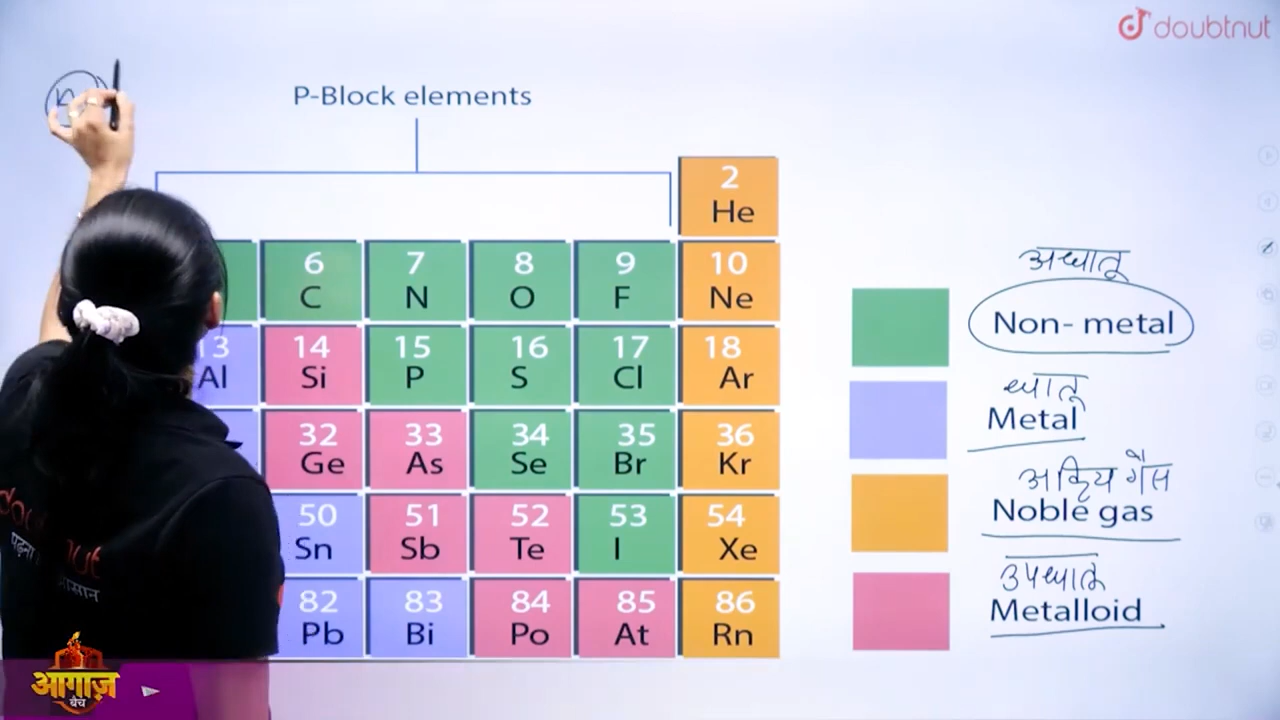 doubtnut
n
P-Block elements
2
He
6 7 8 9 10
C N O F Ne
13 14 15 16 17 18
Al Si P S Cl Ar
32 33 34 35 36
Ge As Se Br Kr
50 51 52 53 54
Sn Sb Te I Xe
82 83 84 85 86
Pb Bi Po At Rn
अधातू
Non- metal
धातू
Metal
अक्रिय गैस
Noble gas
उपधातु
Metalloid
आगाज़
बैच